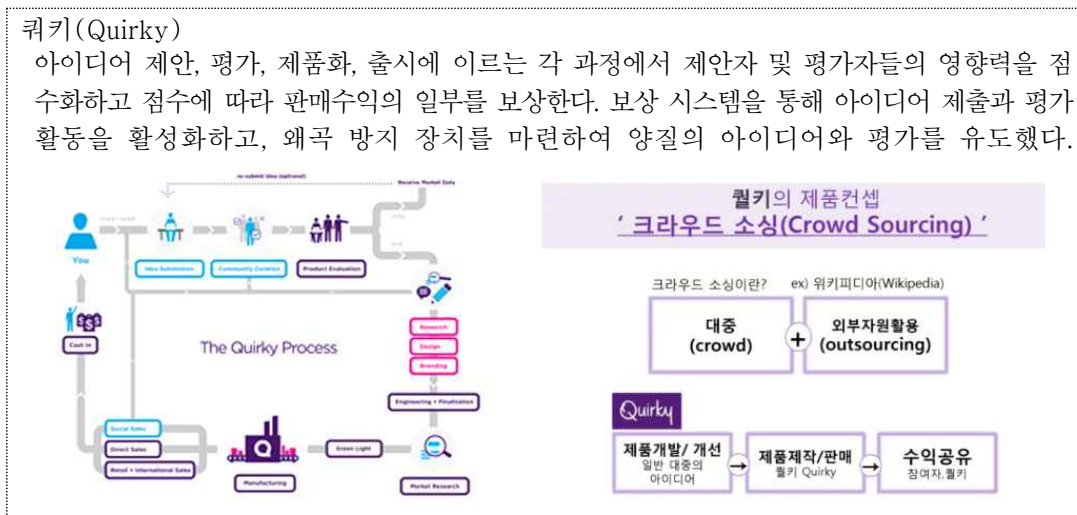 쿼키(Quirky)
아이디어 제안, 평가, 제품화, 출시에 이르는 각 과정에서 제안자 및 평가자들의 영향력을 점
수화하고 점수에 따라 판매수익의 일부를 보상한다. 보상 시스템을 통해 아이디어 제출과 평가
활동을 활성화하고, 왜곡 방지 장치를 마련하여 양질의 아이디어와 평가를 유도했다.
re-submit idea (optional)
Receive Market Data
You
Idea Submission
Community Curation
Product Evaluation
Cash In
The Quirky Process
Research
Design
Branding
Engineering + Finalization
Social Sales
Direct Sales
Retail + International Sales
Q
Manufacturing
Green Light
Market Research
퀄키의 제품컨셉
‘ 크라우드 소싱(Crowd Sourcing) ’
크라우드 소싱이란?
ex) 위키피디아(Wikipedia)
대중
(crowd)
+
외부자원활용
(outsourcing)
Quirky
제품개발/ 개선
일반 대중의
아이디어
제품제작/판매
퀄키 Quirky
수익공유
참여자,퀄키